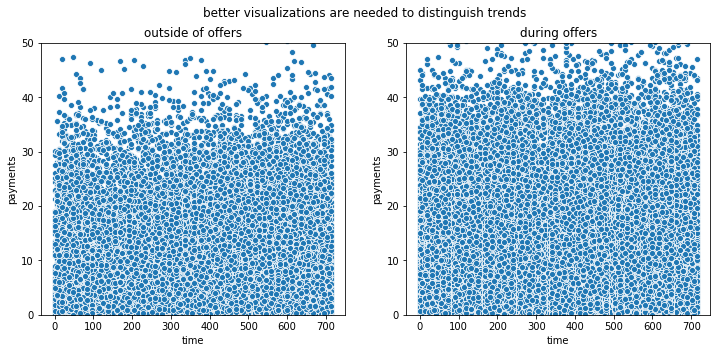 better visualizations are needed to distinguish trends
outside of offers
during offers
50
40
30
20
10
0
payments
0 100 200 300 400 500 600 700
time
50
40
30
20
10
0
payments
0 100 200 300 400 500 600 700
time